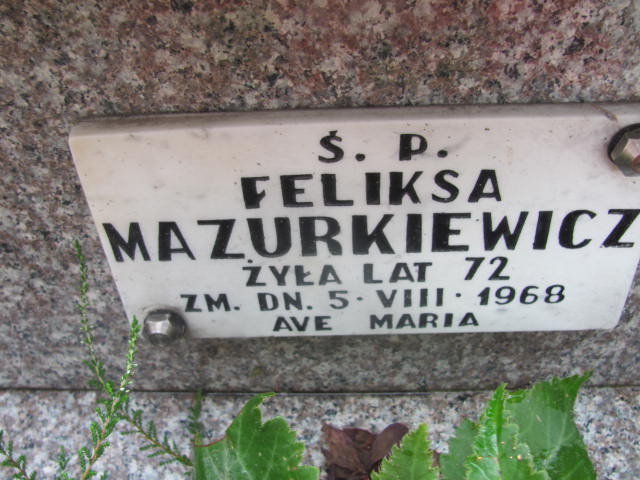 Ś. P.
FELIKSA
MAZURKIEWICZ
ŻYŁA LAT 72
ZM. DN. 5 · VIII · 1968
AVE MARIA